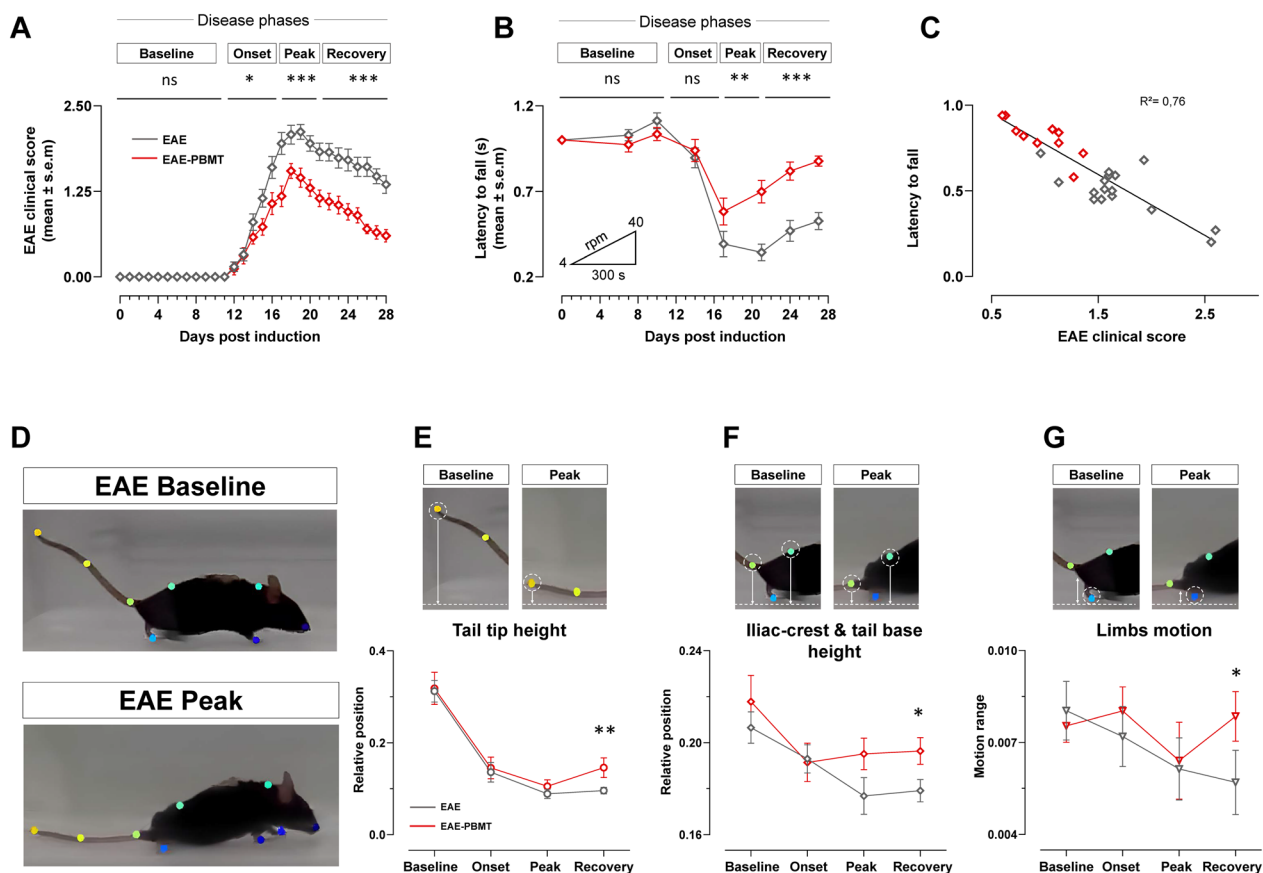 A
Disease phases
Baseline Onset Peak Recovery
ns * *** ***
2.50
1.25
0.00
EAE clinical score
(mean ± s.e.m)
EAE
EAE-PBMT
0 4 8 12 16 20 24 28
Days post induction
B
Disease phases
Baseline Onset Peak Recovery
ns ns ** ***
1.2
0.7
0.2
Latency to fall (s)
(mean ± s.e.m)
rpm
40
4
300 s
0 4 8 12 16 20 24 28
Days post induction
C
R²= 0,76
1.0
0.5
0.0
Latency to fall
0.5 1.5 2.5
EAE clinical score
D
EAE Baseline
EAE Peak
E
Baseline Peak
Tail tip height
0.4
0.2
0.0
Relative position
**
EAE
EAE-PBMT
Baseline Onset Peak Recovery
F
Baseline Peak
Iliac-crest & tail base
height
0.24
0.20
0.16
Relative position
*
Baseline Onset Peak Recovery
G
Baseline Peak
Limbs motion
0.010
0.007
0.004
Motion range
*
Baseline Onset Peak Recovery